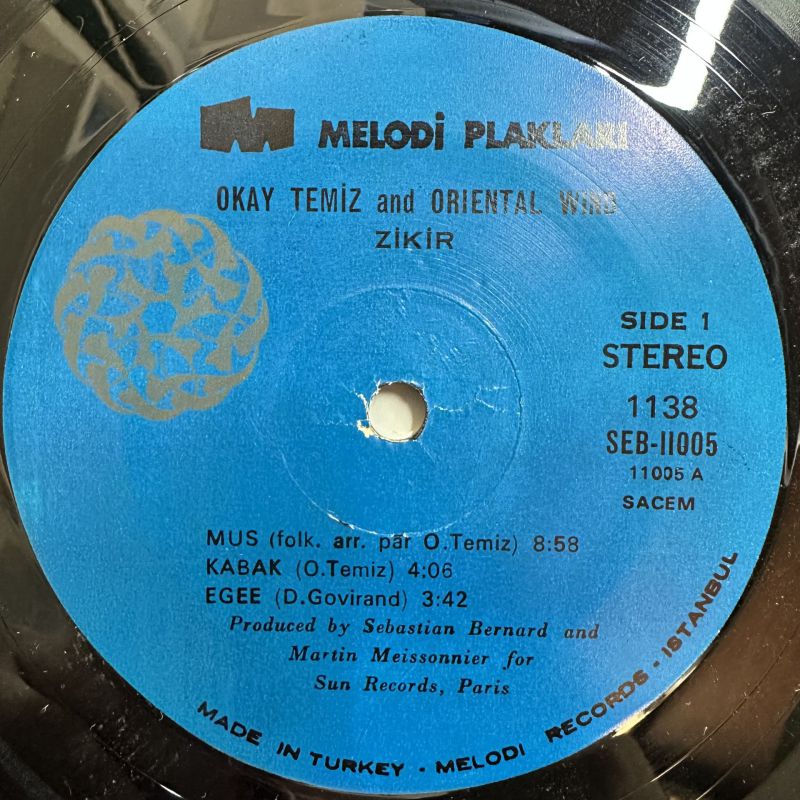 MELODİ PLAKLARI
OKAY TEMİZ and ORIENTAL WIND
ZİKİR
SIDE 1
STEREO
1138
SEB-11005
11005 A
SACEM
MUS (folk. arr. par O.Temiz) 8:58
KABAK (O.Temiz) 4:06
EGEE (D.Govirand) 3:42
Produced by Sebastian Bernard and
Martin Meissonnier for
Sun Records, Paris
MADE IN TURKEY · MELODI RECORDS · ISTANBUL